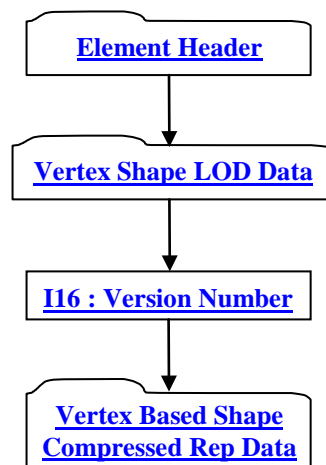 Element Header
Vertex Shape LOD Data
I16 : Version Number
Vertex Based Shape
Compressed Rep Data